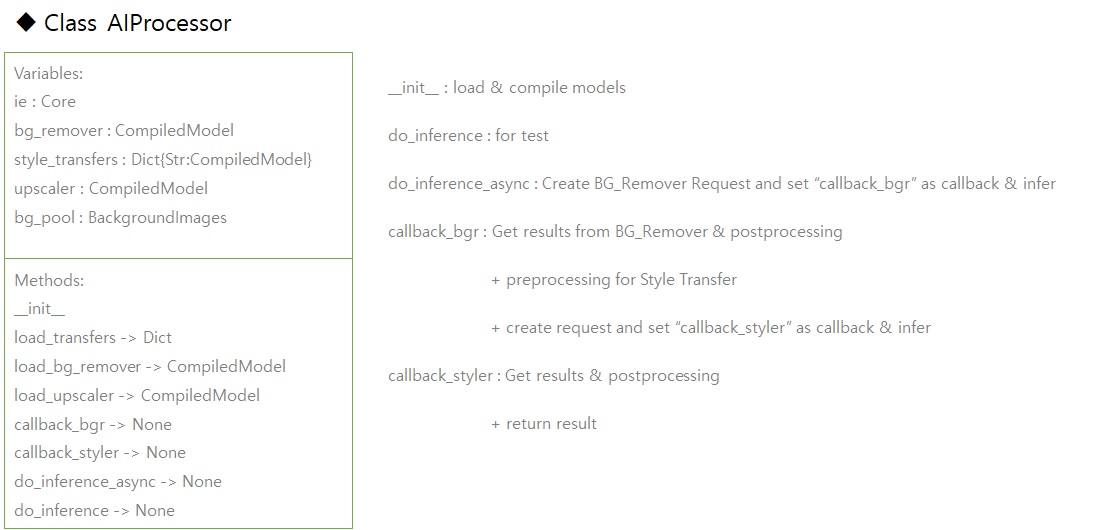 ◆ Class AIProcessor
Variables:
ie : Core
bg_remover : CompiledModel
style_transfers : Dict{Str:CompiledModel}
upscaler : CompiledModel
bg_pool : BackgroundImages
Methods:
__init__
load_transfers -> Dict
load_bg_remover -> CompiledModel
load_upscaler -> CompiledModel
callback_bgr -> None
callback_styler -> None
do_inference_async -> None
do_inference -> None
__init__ : load & compile models
do_inference : for test
do_inference_async : Create BG_Remover Request and set “callback_bgr” as callback & infer
callback_bgr : Get results from BG_Remover & postprocessing
+ preprocessing for Style Transfer
+ create request and set “callback_styler” as callback & infer
callback_styler : Get results & postprocessing
+ return result